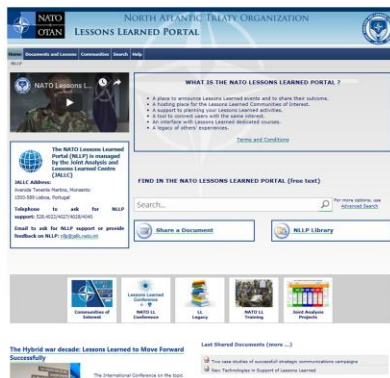 NATO
OTAN
NORTH ATLANTIC TREATY ORGANIZATION
LESSONS LEARNED PORTAL
Home Documents and Lessons Communities Search Help
NLLP
NATO Lessons L...
WHAT IS THE NATO LESSONS LEARNED PORTAL ?
A place to announce Lessons Learned events and to share their outcome.
A hosting place for the Lessons Learned Communities of Interest.
A support to planning your Lessons Learned activities.
A tool to connect users with the same interest.
An interface with Lessons Learned dedicated courses.
A legacy of others' experiences.
Terms and Conditions
The NATO Lessons Learned
Portal (NLLP) is managed
by the Joint Analysis and
Lessons Learned Centre
(JALLC)
JALLC Address:
Avenida Tenente Martins, Monsanto
1500-589 Lisboa, Portugal
Telephone to ask for NLLP
support:
Email to ask for NLLP support or provide
feedback on NLLP:
FIND IN THE NATO LESSONS LEARNED PORTAL (free text)
Search...
For more options, use
Advanced Search
Share a Document
NLLP Library
Lessons Learned
Conference
Communities of
Interest
NATO LL
Conference
LL
Legacy
NATO LL
Training
Joint Analysis
Projects
The Hybrid war decade: Lessons Learned to Move Forward
Successfully
The International Conference on the topic
Last Shared Documents (more ...)
Two case studies of successful strategic communications campaigns
New Technologies in Support of Lessons Learned